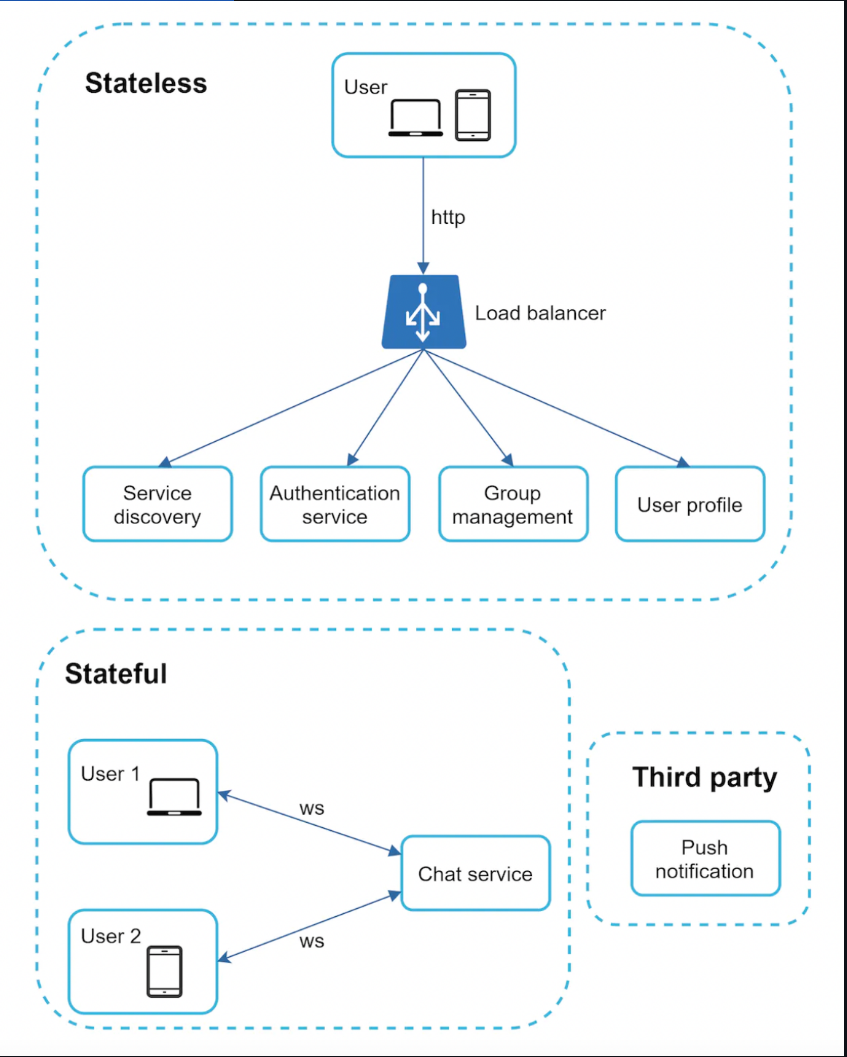 Stateless
User
http
Load balancer
Service
discovery
Authentication
service
Group
management
User profile
Stateful
User 1
ws
Chat service
User 2
ws
Third party
Push
notification